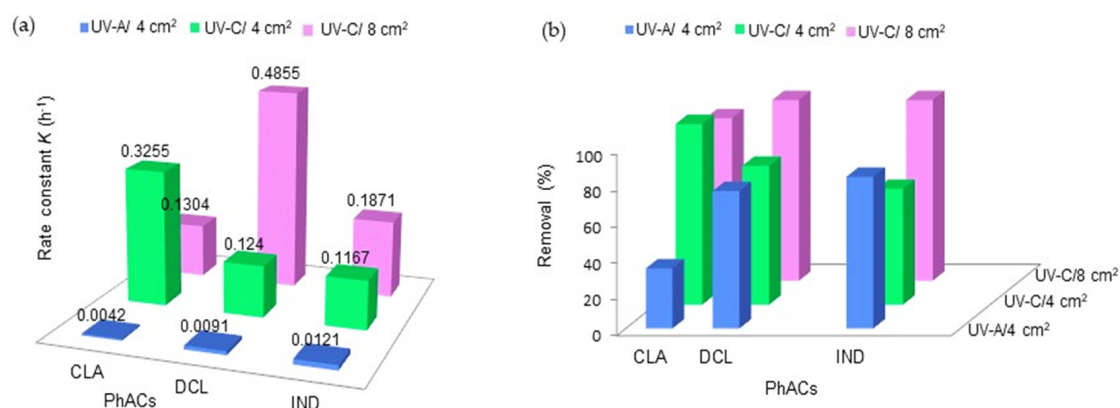 (a)
UV-A/ 4 cm² UV-C/ 4 cm² UV-C/ 8 cm²
Rate constant K (h⁻¹)
0.4855
0.3255
0.1304
0.1871
0.124
0.1167
0.0042
0.0091
0.0121
CLA
DCL
IND
PhACs
(b)
UV-A/ 4 cm² UV-C/ 4 cm² UV-C/ 8 cm²
Removal (%)
100
80
60
40
20
0
UV-C/8 cm²
UV-C/4 cm²
UV-A/4 cm²
CLA DCL IND
PhACs